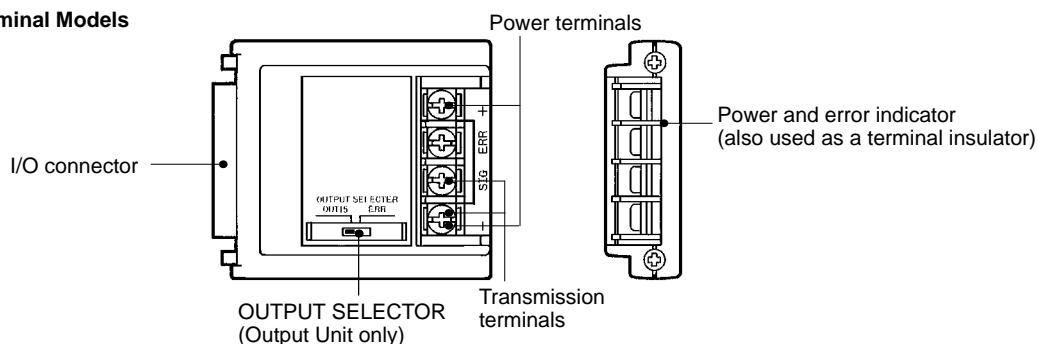 minal Models
Power terminals
+
ERR
SIG
−
Power and error indicator
(also used as a terminal insulator)
I/O connector
OUTPUT SELECTER
OUT15 ERR
OUTPUT SELECTOR
(Output Unit only)
Transmission
terminals